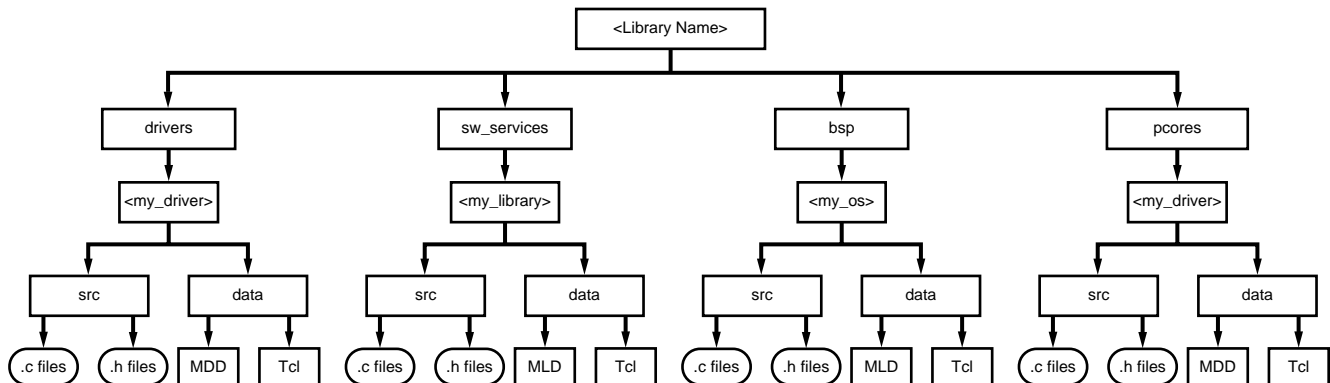 <Library Name>
drivers
sw_services
bsp
pcores
<my_driver>
<my_library>
<my_os>
<my_driver>
src
data
src
data
src
data
src
data
.c files
.h files
MDD
Tcl
.c files
.h files
MLD
Tcl
.c files
.h files
MLD
Tcl
.c files
.h files
MDD
Tcl